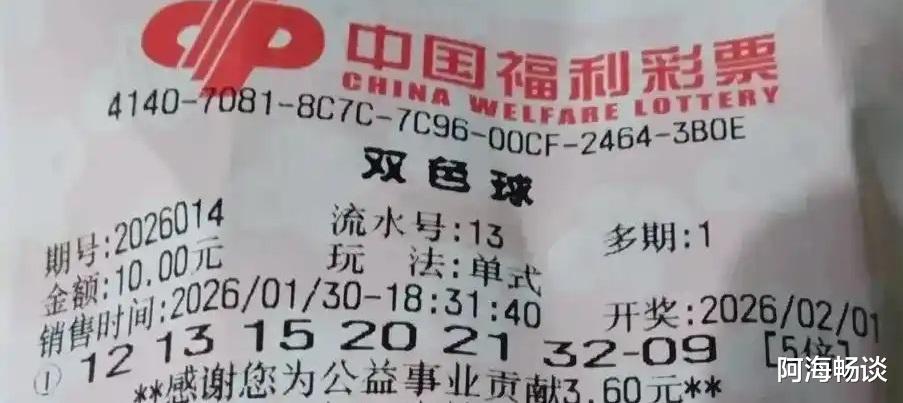 中国福利彩票
CHINA WELFARE LOTTERY
4140-7081-8C7C-7C96-00CF-2464-3B0E
双色球
期号:2026014 流水号:13 多期:1
金额:10.00元 玩 法:单式
销售时间:2026/01/30-18:31:40 开奖:2026/02/01
① 12 13 15 20 21 32-09 [5倍]
**感谢您为公益事业贡献3.60元**
阿海畅谈